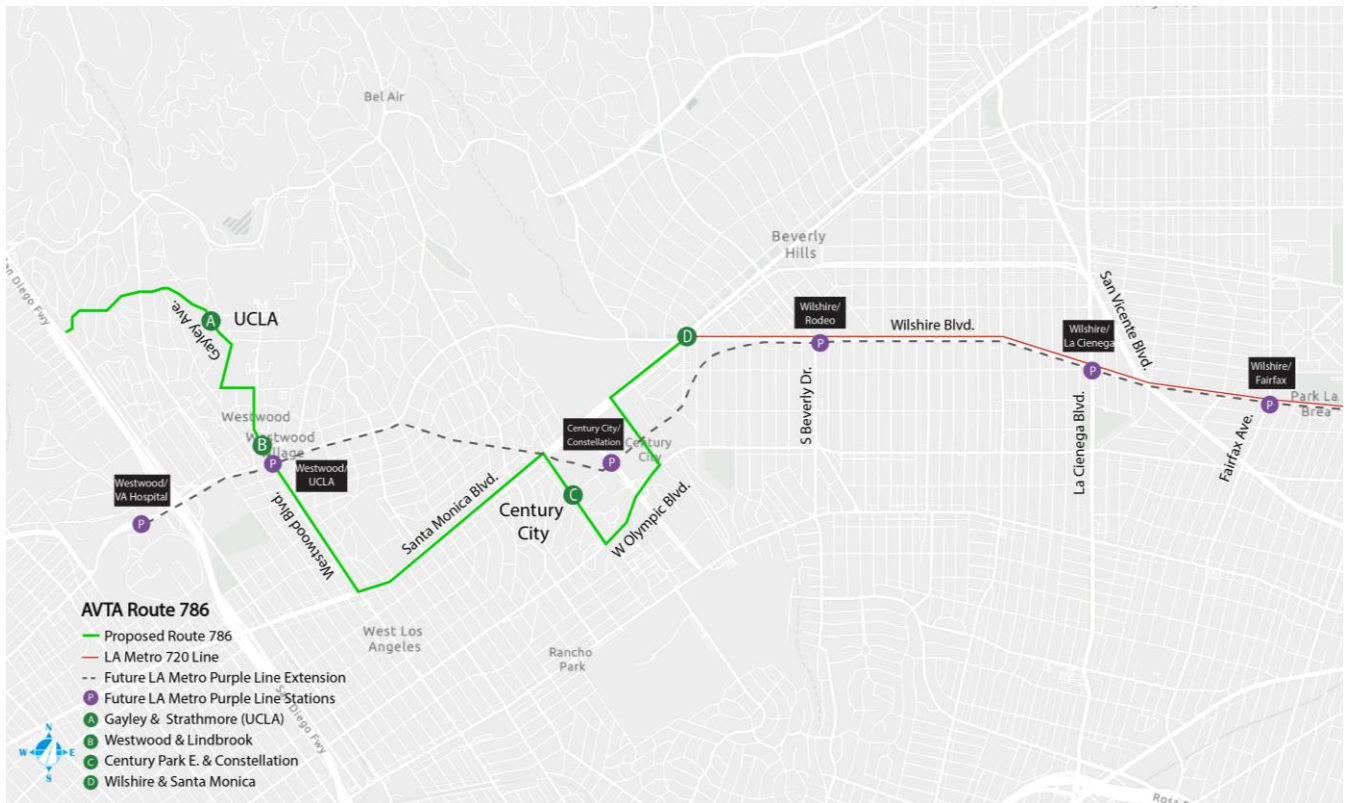 Bel Air
Beverly
Hills
San Diego Fwy
Gayley Ave.
A
UCLA
D
Wilshire/
Rodeo
P
Wilshire Blvd.
Wilshire/
La Cienega
P
San Vicente Blvd.
Wilshire/
Fairfax
P
Park La
Brea
S Beverly Dr.
La Cienega Blvd.
Fairfax Ave.
Westwood
Westwood
Village
B
P
Westwood/
UCLA
Westwood/
VA Hospital
P
Westwood Blvd.
Santa Monica Blvd.
Century City/
Constellation
P
Century
City
C
Century
City
W Olympic Blvd.
West Los
Angeles
Rancho
Park
AVTA Route 786
Proposed Route 786
LA Metro 720 Line
Future LA Metro Purple Line Extension
P Future LA Metro Purple Line Stations
A Gayley & Strathmore (UCLA)
B Westwood & Lindbrook
C Century Park E. & Constellation
D Wilshire & Santa Monica
N
W E
S
Diego Fwy